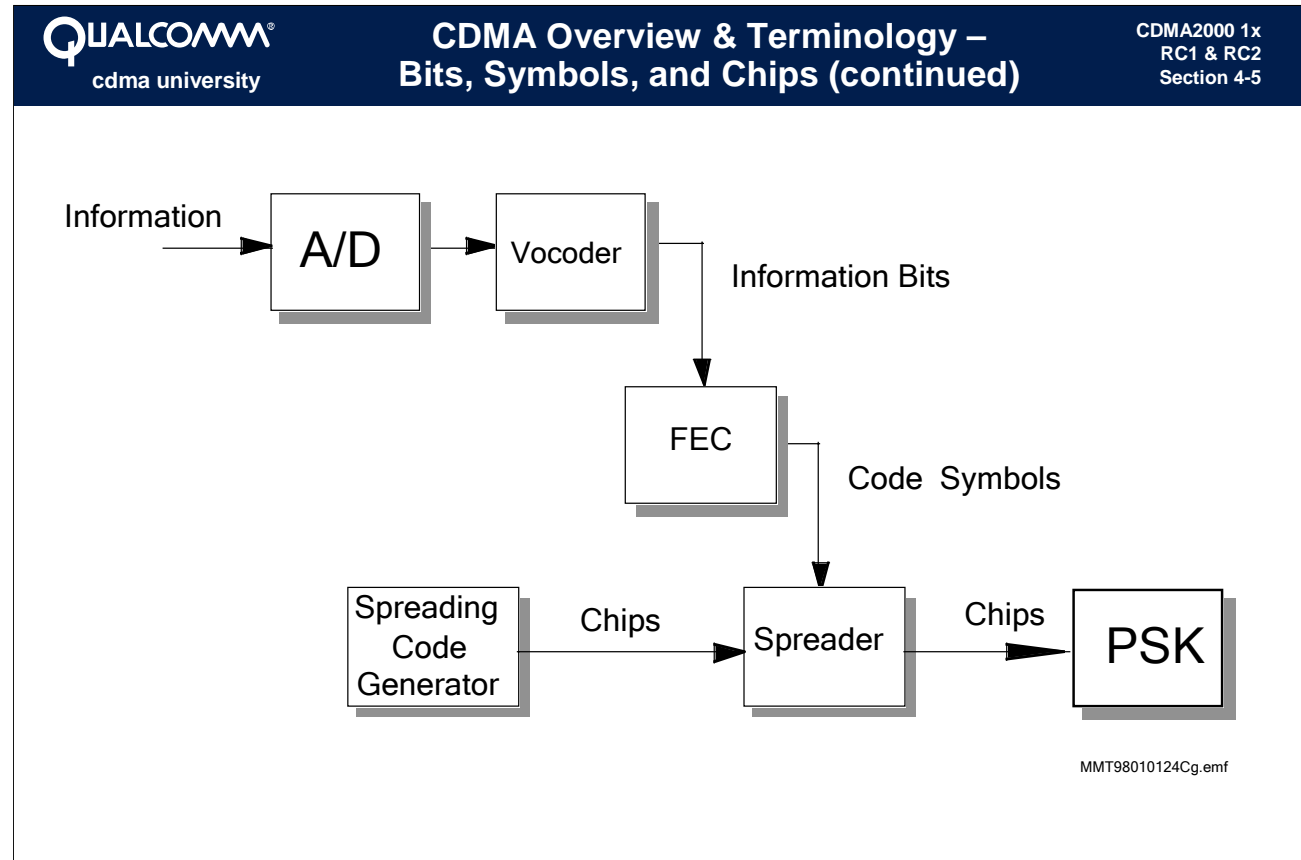 QUALCOMM®
cdma university
CDMA Overview & Terminology –
Bits, Symbols, and Chips (continued)
CDMA2000 1x
RC1 & RC2
Section 4-5
Information
A/D
Vocoder
Information Bits
FEC
Code Symbols
Spreading
Code
Generator
Chips
Spreader
Chips
PSK
MMT98010124Cg.emf